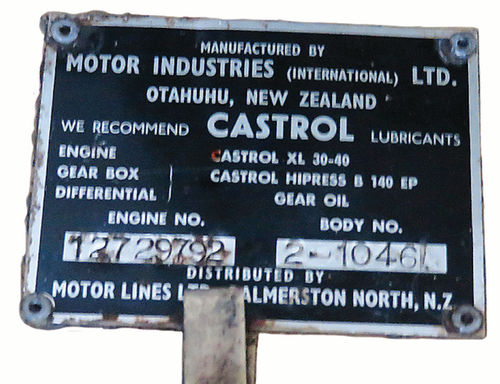 MANUFACTURED BY
MOTOR INDUSTRIES (INTERNATIONAL) LTD.
OTAHUHU, NEW ZEALAND
WE RECOMMEND CASTROL LUBRICANTS
ENGINE CASTROL XL 30-40
GEAR BOX CASTROL HIPRESS B 140 EP
DIFFERENTIAL GEAR OIL
ENGINE NO. BODY NO.
12729792 2-1046
DISTRIBUTED BY
MOTOR LINES ALMERSTON NORTH, N.Z.